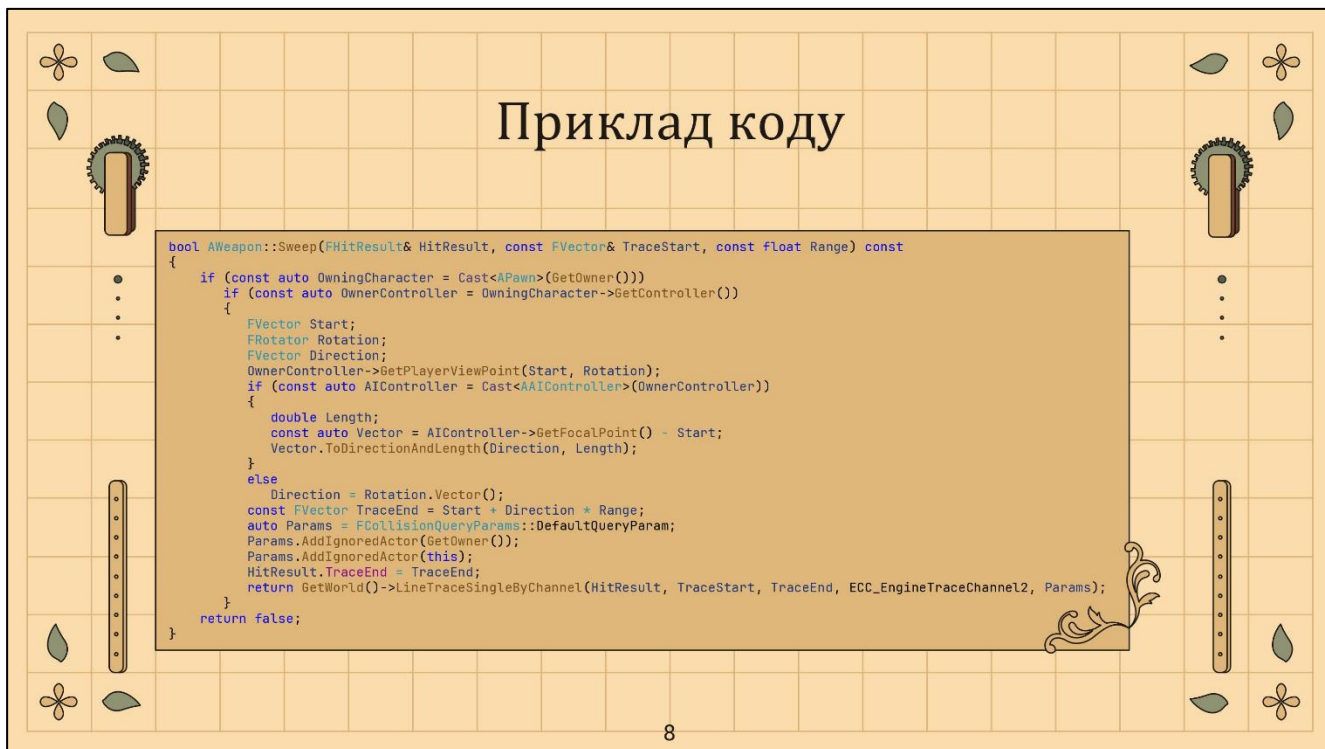 Приклад коду
bool AWeapon::Sweep(FHitResult& HitResult, const FVector& TraceStart, const float Range) const
{
    if (const auto OwningCharacter = Cast<APawn>(GetOwner()))
        if (const auto OwnerController = OwningCharacter->GetController())
        {
            FVector Start;
            FRotator Rotation;
            FVector Direction;
            OwnerController->GetPlayerViewPoint(Start, Rotation);
            if (const auto AIController = Cast<AAIController>(OwnerController))
            {
                double Length;
                const auto Vector = AIController->GetFocalPoint() - Start;
                Vector.ToDirectionAndLength(Direction, Length);
            }
            else
                Direction = Rotation.Vector();
            const FVector TraceEnd = Start + Direction * Range;
            auto Params = FCollisionQueryParams::DefaultQueryParam;
            Params.AddIgnoredActor(GetOwner());
            Params.AddIgnoredActor(this);
            HitResult.TraceEnd = TraceEnd;
            return GetWorld()->LineTraceSingleByChannel(HitResult, TraceStart, TraceEnd, ECC_EngineTraceChannel2, Params);
        }
    return false;
}
8